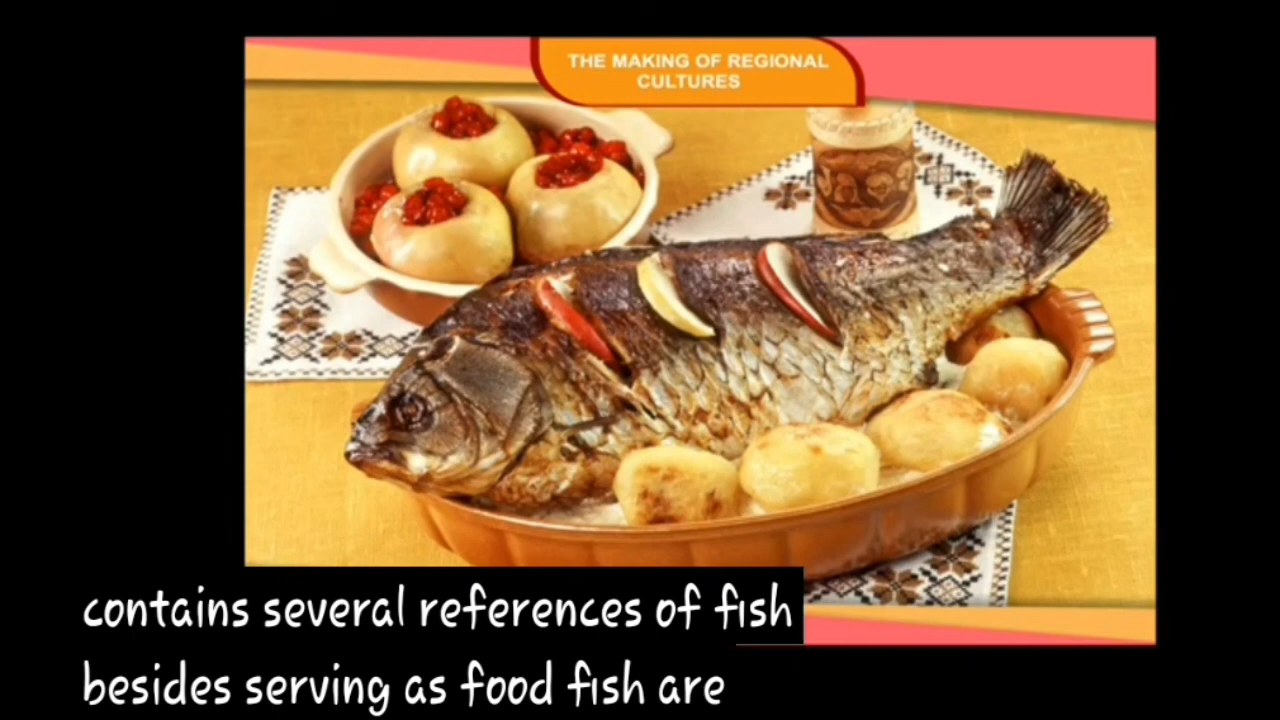 THE MAKING OF REGIONAL
CULTURES
contains several references of fish
besides serving as food fish are